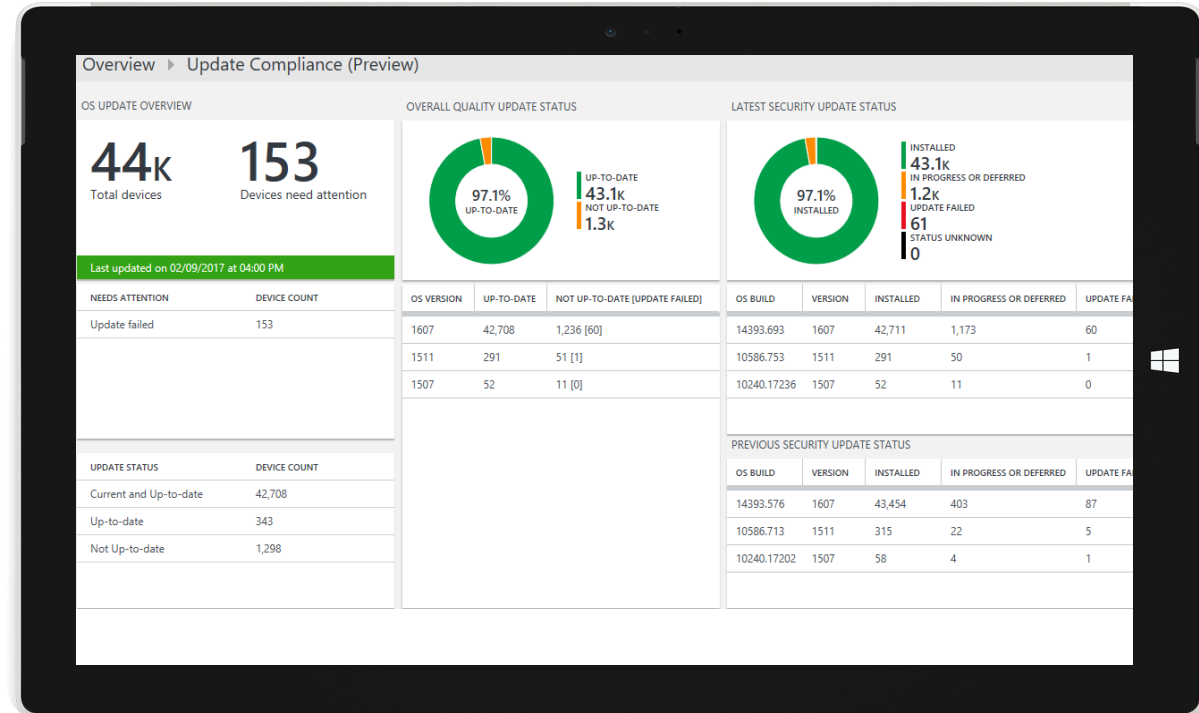 Overview ▸ Update Compliance (Preview)
OS UPDATE OVERVIEW
44K
Total devices
153
Devices need attention
Last updated on 02/09/2017 at 04:00 PM
NEEDS ATTENTION DEVICE COUNT
Update failed 153
UPDATE STATUS DEVICE COUNT
Current and Up-to-date 42,708
Up-to-date 343
Not Up-to-date 1,298
OVERALL QUALITY UPDATE STATUS
97.1%
UP-TO-DATE
UP-TO-DATE
43.1K
NOT UP-TO-DATE
1.3K
OS VERSION UP-TO-DATE NOT UP-TO-DATE [UPDATE FAILED]
1607 42,708 1,236 [60]
1511 291 51 [1]
1507 52 11 [0]
LATEST SECURITY UPDATE STATUS
97.1%
INSTALLED
INSTALLED
43.1K
IN PROGRESS OR DEFERRED
1.2K
UPDATE FAILED
61
STATUS UNKNOWN
0
OS BUILD VERSION INSTALLED IN PROGRESS OR DEFERRED UPDATE FA
14393.693 1607 42,711 1,173 60
10586.753 1511 291 50 1
10240.17236 1507 52 11 0
PREVIOUS SECURITY UPDATE STATUS
OS BUILD VERSION INSTALLED IN PROGRESS OR DEFERRED UPDATE FA
14393.576 1607 43,454 403 87
10586.713 1511 315 22 5
10240.17202 1507 58 4 1